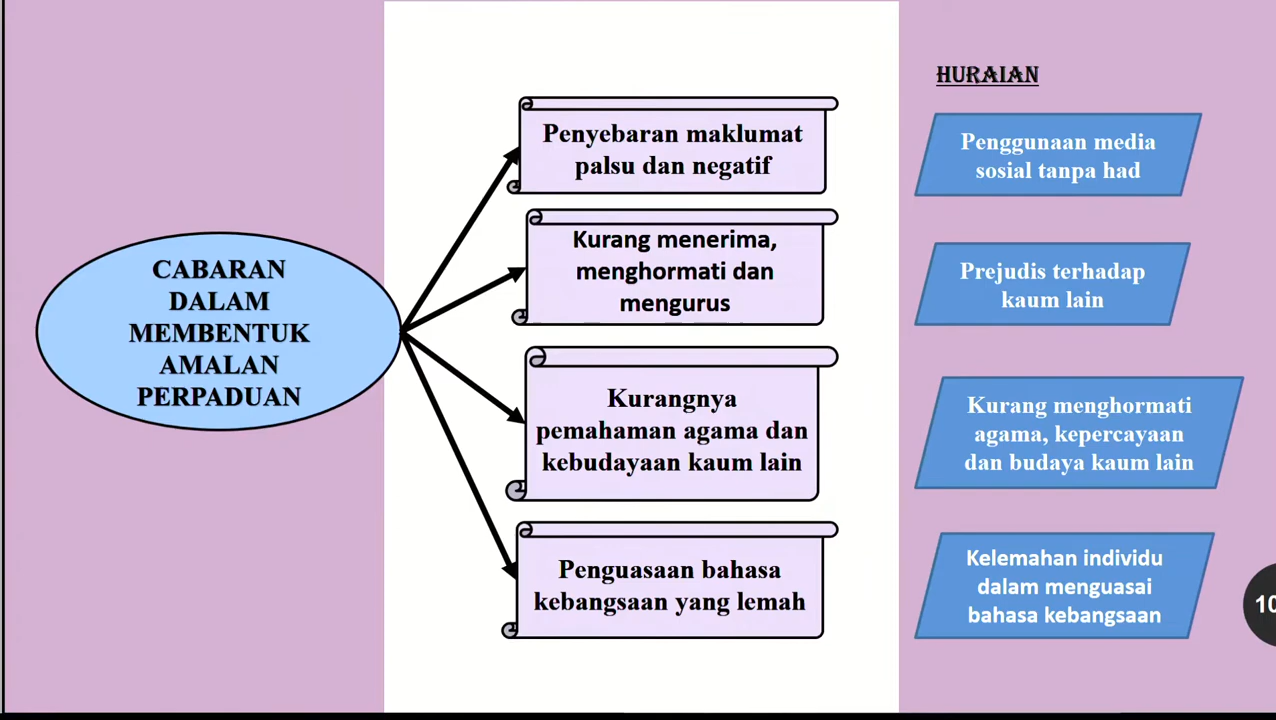 CABARAN
DALAM
MEMBENTUK
AMALAN
PERPADUAN
Penyebaran maklumat
palsu dan negatif
Kurang menerima,
menghormati dan
mengurus
Kurangnya
pemahaman agama dan
kebudayaan kaum lain
Penguasaan bahasa
kebangsaan yang lemah
HURAIAN
Penggunaan media
sosial tanpa had
Prejudis terhadap
kaum lain
Kurang menghormati
agama, kepercayaan
dan budaya kaum lain
Kelemahan individu
dalam menguasai
bahasa kebangsaan
10